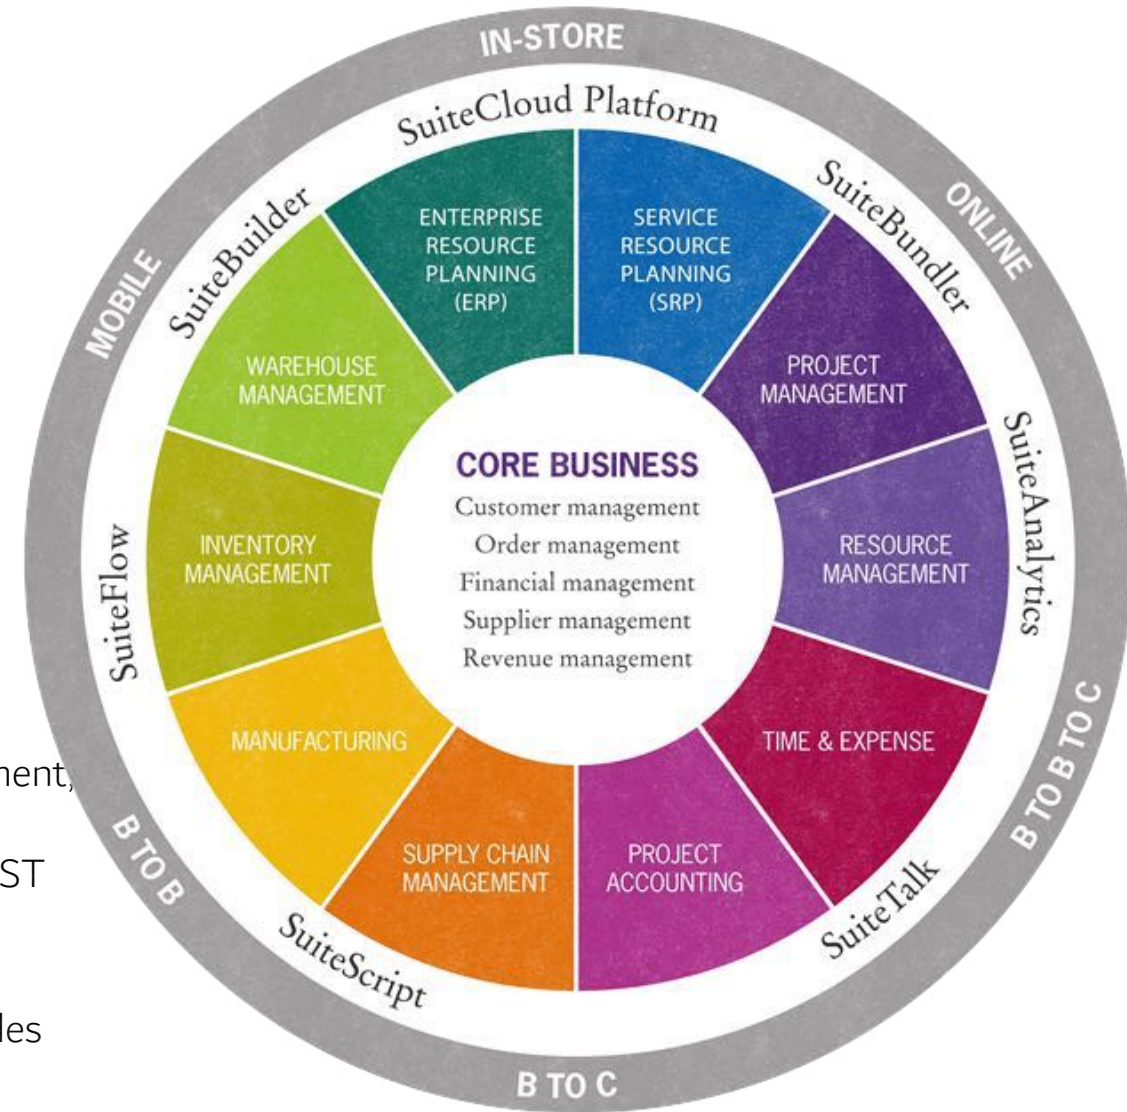 IN-STORE
ONLINE
B TO B TO C
B TO C
B TO B
MOBILE
SuiteCloud Platform
SuiteBundler
SuiteAnalytics
SuiteTalk
SuiteScript
SuiteFlow
SuiteBuilder
ENTERPRISE
RESOURCE
PLANNING
(ERP)
SERVICE
RESOURCE
PLANNING
(SRP)
PROJECT
MANAGEMENT
RESOURCE
MANAGEMENT
TIME & EXPENSE
PROJECT
ACCOUNTING
SUPPLY CHAIN
MANAGEMENT
MANUFACTURING
INVENTORY
MANAGEMENT
WAREHOUSE
MANAGEMENT
CORE BUSINESS
Customer management
Order management
Financial management
Supplier management
Revenue management
ST